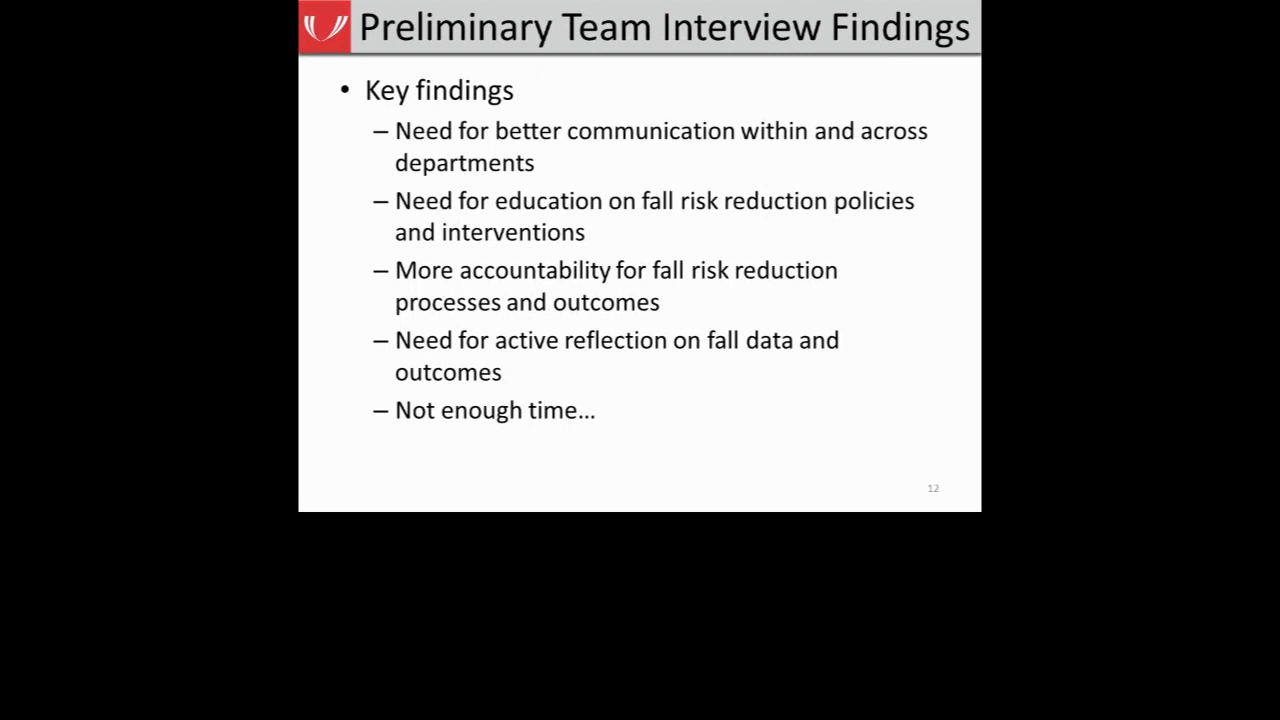 Preliminary Team Interview Findings
• Key findings
– Need for better communication within and across
departments
– Need for education on fall risk reduction policies
and interventions
– More accountability for fall risk reduction
processes and outcomes
– Need for active reflection on fall data and
outcomes
– Not enough time...
12